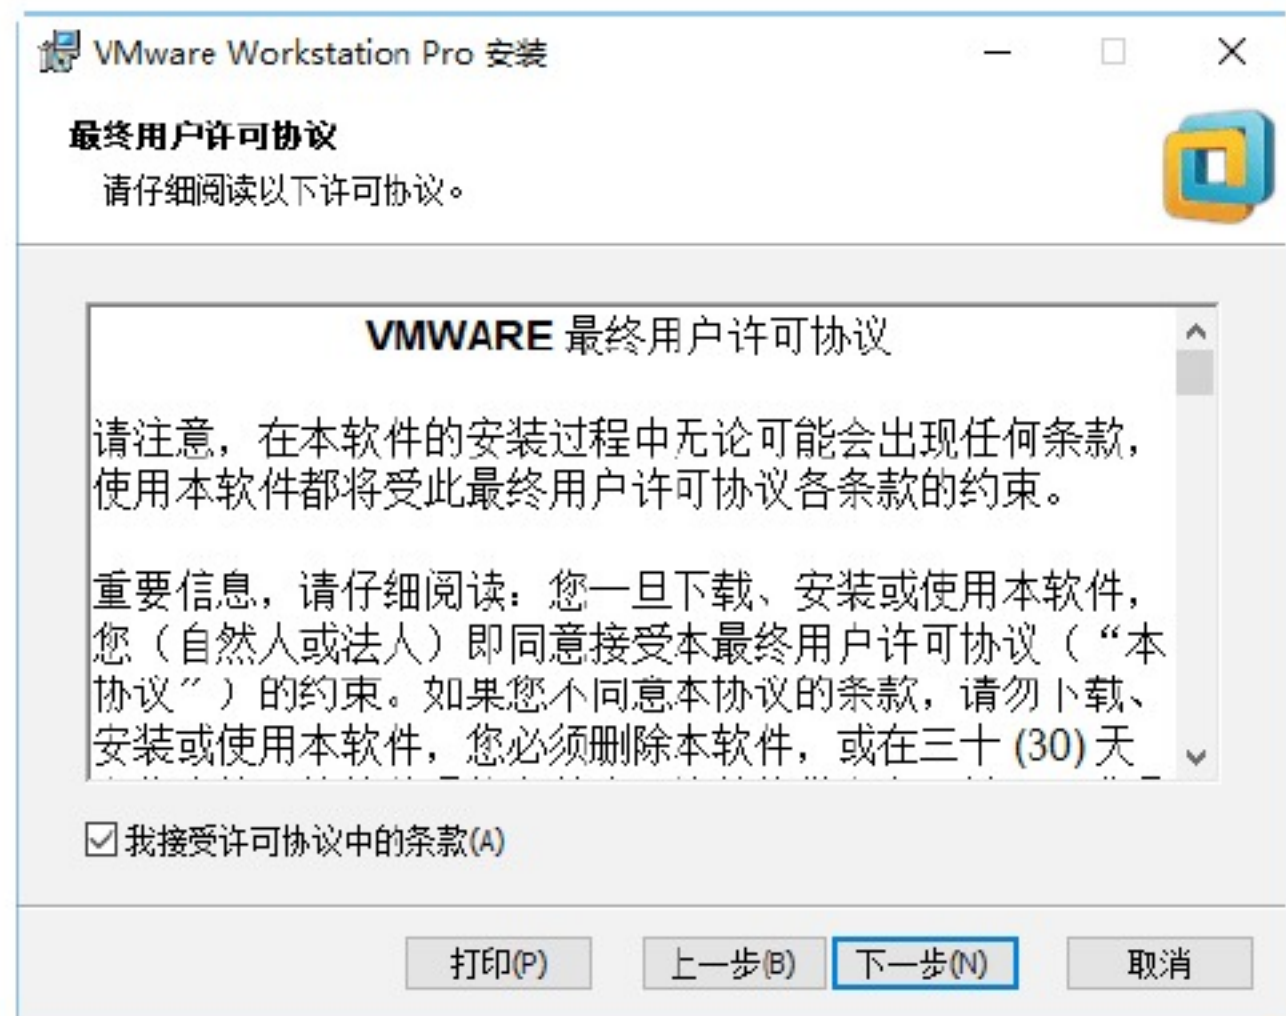 VMware Workstation Pro 安装
最终用户许可协议
请仔细阅读以下许可协议。
VMWARE 最终用户许可协议
请注意，在本软件的安装过程中无论可能会出现任何条款，
使用本软件都将受此最终用户许可协议各条款的约束。
重要信息，请仔细阅读：您一旦下载、安装或使用本软件，
您（自然人或法人）即同意接受本最终用户许可协议（“本
协议”）的约束。如果您不同意本协议的条款，请勿下载、
安装或使用本软件，您必须删除本软件，或在三十 (30) 天
我接受许可协议中的条款(A)
打印(P) 上一步(B) 下一步(N) 取消